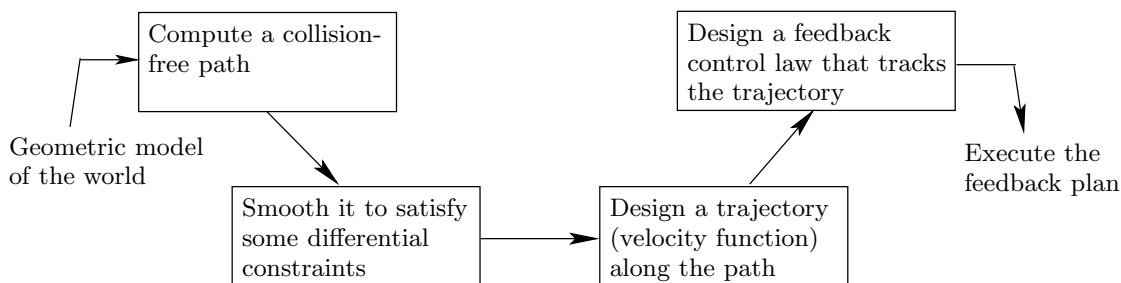 Geometric model
of the world
Compute a collision-
free path
Smooth it to satisfy
some differential
constraints
Design a trajectory
(velocity function)
along the path
Design a feedback
control law that tracks
the trajectory
Execute the
feedback plan